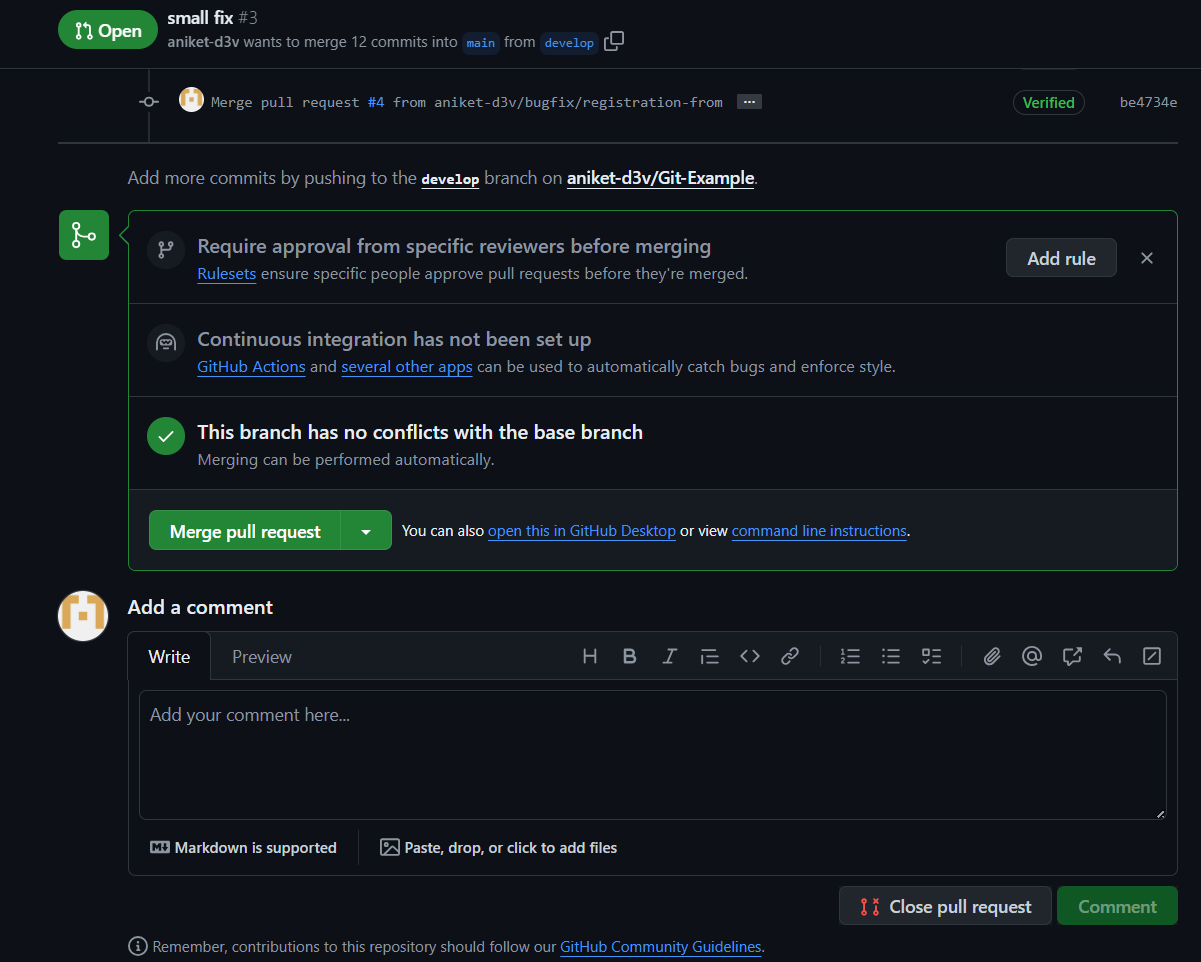 Open
small fix #3
aniket-d3v wants to merge 12 commits into main from develop
Merge pull request #4 from aniket-d3v/bugfix/registration-from ... Verified be4734e
Add more commits by pushing to the develop branch on aniket-d3v/Git-Example.
Require approval from specific reviewers before merging
Rulesets ensure specific people approve pull requests before they're merged.
Add rule
Continuous integration has not been set up
GitHub Actions and several other apps can be used to automatically catch bugs and enforce style.
This branch has no conflicts with the base branch
Merging can be performed automatically.
Merge pull request You can also open this in GitHub Desktop or view command line instructions.
Add a comment
Write Preview
Add your comment here...
Markdown is supported Paste, drop, or click to add files
Close pull request Comment
Remember, contributions to this repository should follow our GitHub Community Guidelines.